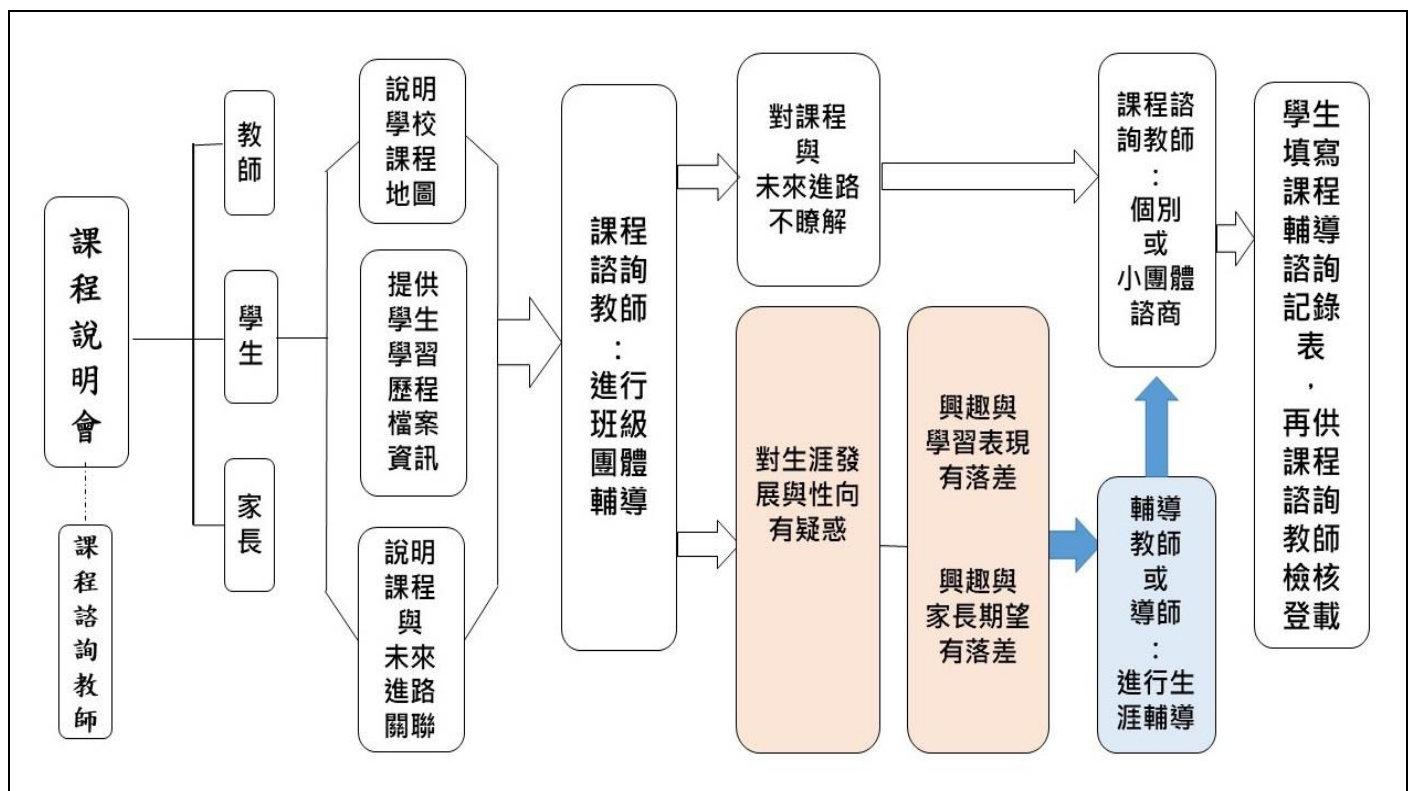 課程說明會
課程諮詢教師
教師
學生
家長
說明
學校
課程
地圖
提供
學生
學習
歷程
檔案
資訊
說明
課程
與
未來
進路
關聯
課程
諮詢
教師
:
進行
班級
團體
輔導
對課程
與
未來進路
不瞭解
對生涯發
展與性向
有疑惑
興趣與
學習表現
有落差
興趣與
家長期望
有落差
課程諮
詢教師
:
個別
或
小團體
諮商
輔導
教師
或
導師
:
進行生
涯輔導
學生
填寫
課程
輔導
諮詢
記錄
表
,
再供
課程
諮詢
教師
檢核
登載